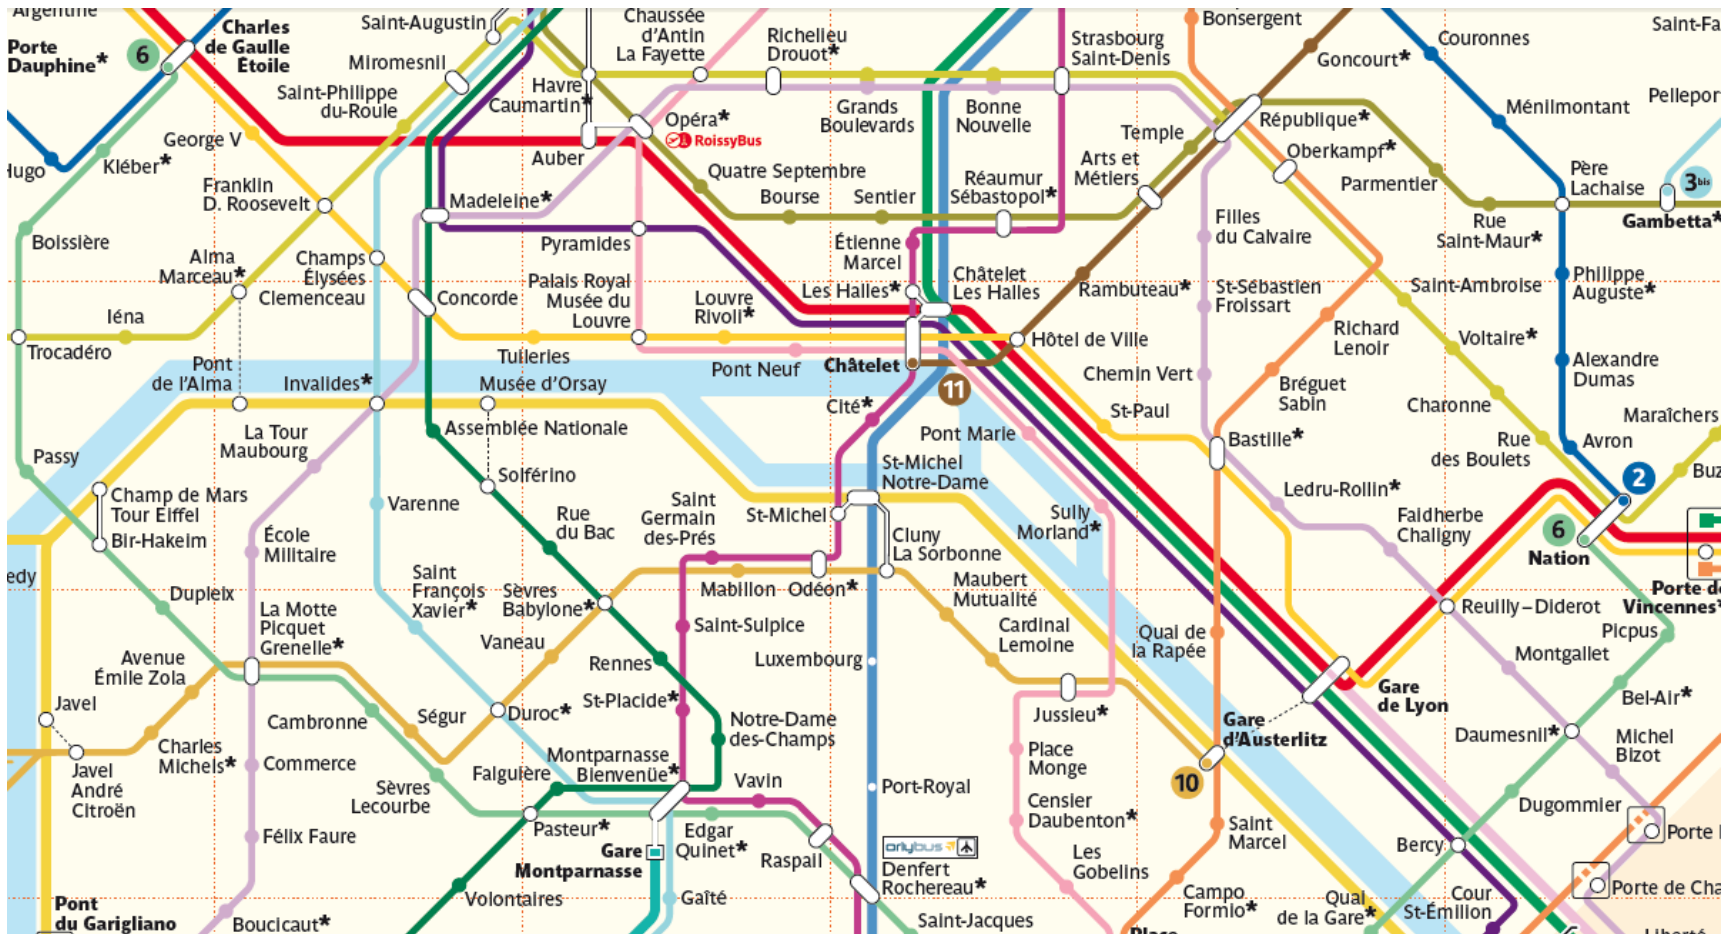 Argentine
Porte
Dauphine*
6
Charles
de Gaulle
Étoile
Saint-Augustin
Miromesnil
Saint-Philippe
du-Roule
George V
Kléber*
Hugo
Franklin
D. Roosevelt
Boissière
Alma
Marceau*
Champs
Élysées
Clemenceau
Iéna
Trocadéro
Pont
de l'Alma
Invalides*
Chaussée
d'Antin
La Fayette
Richelieu
Drouot*
Havre
Caumartin*
Opéra*
RoissyBus
Auber
Grands
Boulevards
Bonne
Nouvelle
Strasbourg
Saint-Denis
Quatre Septembre
Bourse
Sentier
Réaumur
Sébastopol*
Madeleine*
Pyramides
Étienne
Marcel
Concorde
Palais Royal
Musée du
Louvre
Louvre
Rivoli*
Les Halles*
Châtelet
Les Halles
Tuileries
Musée d'Orsay
Pont Neuf
Châtelet
11
Hôtel de Ville
Rambuteau*
Temple
Arts et
Métiers
Bonsergent
Goncourt*
Couronnes
Ménilmontant
Saint-Fa
Pelleport
République*
Oberkampf*
Parmentier
Père
Lachaise
3bis
Gambetta*
Rue
Saint-Maur*
Filles
du Calvaire
St-Sébastien
Froissart
Saint-Ambroise
Philippe
Auguste*
Richard
Lenoir
Voltaire*
Chemin Vert
Bréguet
Sabin
Alexandre
Dumas
Charonne
Maraîchers
St-Paul
Bastille*
Rue
des Boulets
Avron
Buz
2
Cité*
Pont Marie
La Tour
Maubourg
Assemblée Nationale
Solférino
Passy
Champ de Mars
Tour Eiffel
Bir-Hakeim
Varenne
École
Militaire
Rue
du Bac
Saint
Germain
des-Prés
St-Michel
Notre-Dame
St-Michel
Cluny
La Sorbonne
Sully
Morland*
Ledru-Rollin*
Faidherbe
Chaligny
6
Nation
Porte de
Vincennes*
edy
Dupleix
La Motte
Picquet
Grenelle*
Saint
François
Xavier*
Sèvres
Babylone*
Mabillon
Odéon*
Maubert
Mutualité
Vaneau
Saint-Sulpice
Cardinal
Lemoine
Quai de
la Rapée
Reuilly–Diderot
Picpus
Montgallet
Bel-Air*
Avenue
Émile Zola
Rennes
Luxembourg
St-Placide*
Javel
Cambronne
Ségur
Duroc*
Notre-Dame
des-Champs
Jussieu*
Gare
d'Austerlitz
Gare
de Lyon
Daumesnil*
Michel
Bizot
Charles
Michels*
Javel
André
Citroën
Commerce
Sèvres
Lecourbe
Falguière
Montparnasse
Bienvenüe*
Vavin
Port-Royal
Place
Monge
10
Dugommier
Félix Faure
Pasteur*
Edgar
Quinet*
Gare
Montparnasse
Raspail
orlybus
Censier
Daubenton*
Saint
Marcel
Bercy
Porte
Denfert
Rochereau*
Les
Gobelins
Campo
Formio*
Quai
de la Gare*
Cour
St-Émilion
Porte de Cha
Pont
du Garigliano
Boucicaut*
Volontaires
Gaîté
Saint-Jacques
Place
Liberté